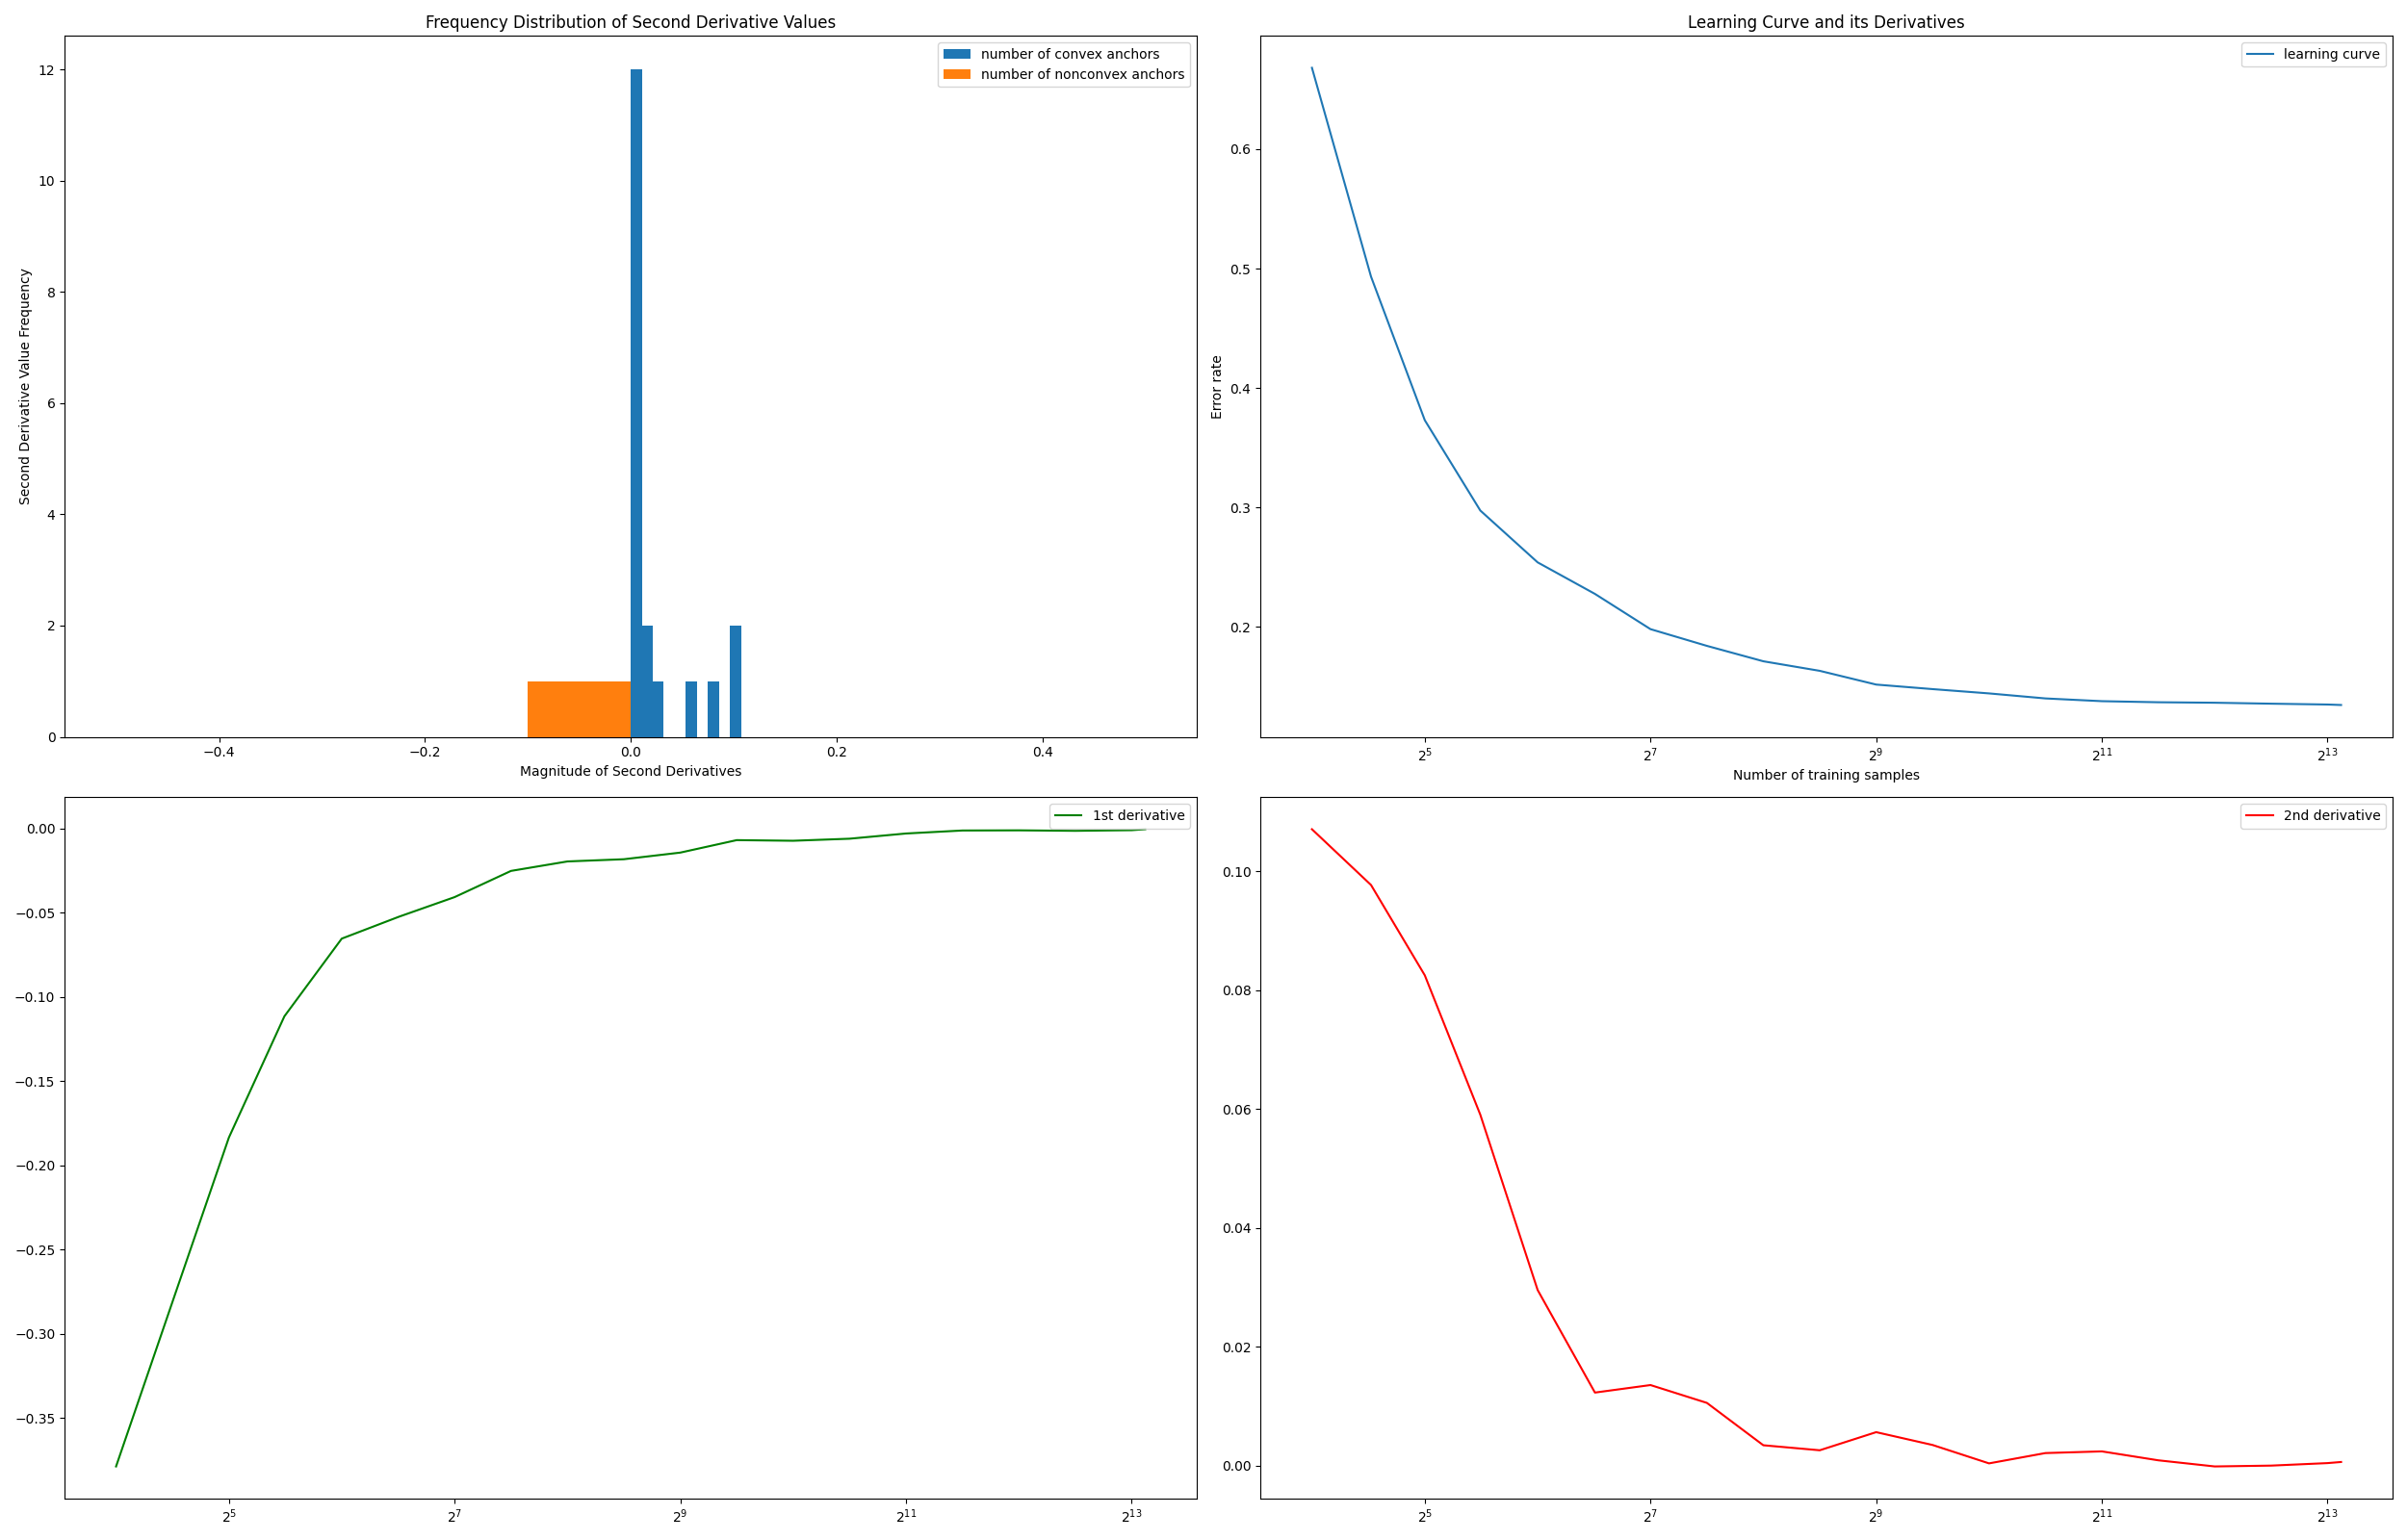 Frequency Distribution of Second Derivative Values
number of convex anchors
number of nonconvex anchors
12
10
8
6
4
2
0
Second Derivative Value Frequency
−0.4 −0.2 0.0 0.2 0.4
Magnitude of Second Derivatives
Learning Curve and its Derivatives
learning curve
0.6
0.5
0.4
0.3
0.2
Error rate
2⁵ 2⁷ 2⁹ 2¹¹ 2¹³
Number of training samples
1st derivative
0.00
−0.05
−0.10
−0.15
−0.20
−0.25
−0.30
−0.35
2⁵ 2⁷ 2⁹ 2¹¹ 2¹³
2nd derivative
0.10
0.08
0.06
0.04
0.02
0.00
2⁵ 2⁷ 2⁹ 2¹¹ 2¹³